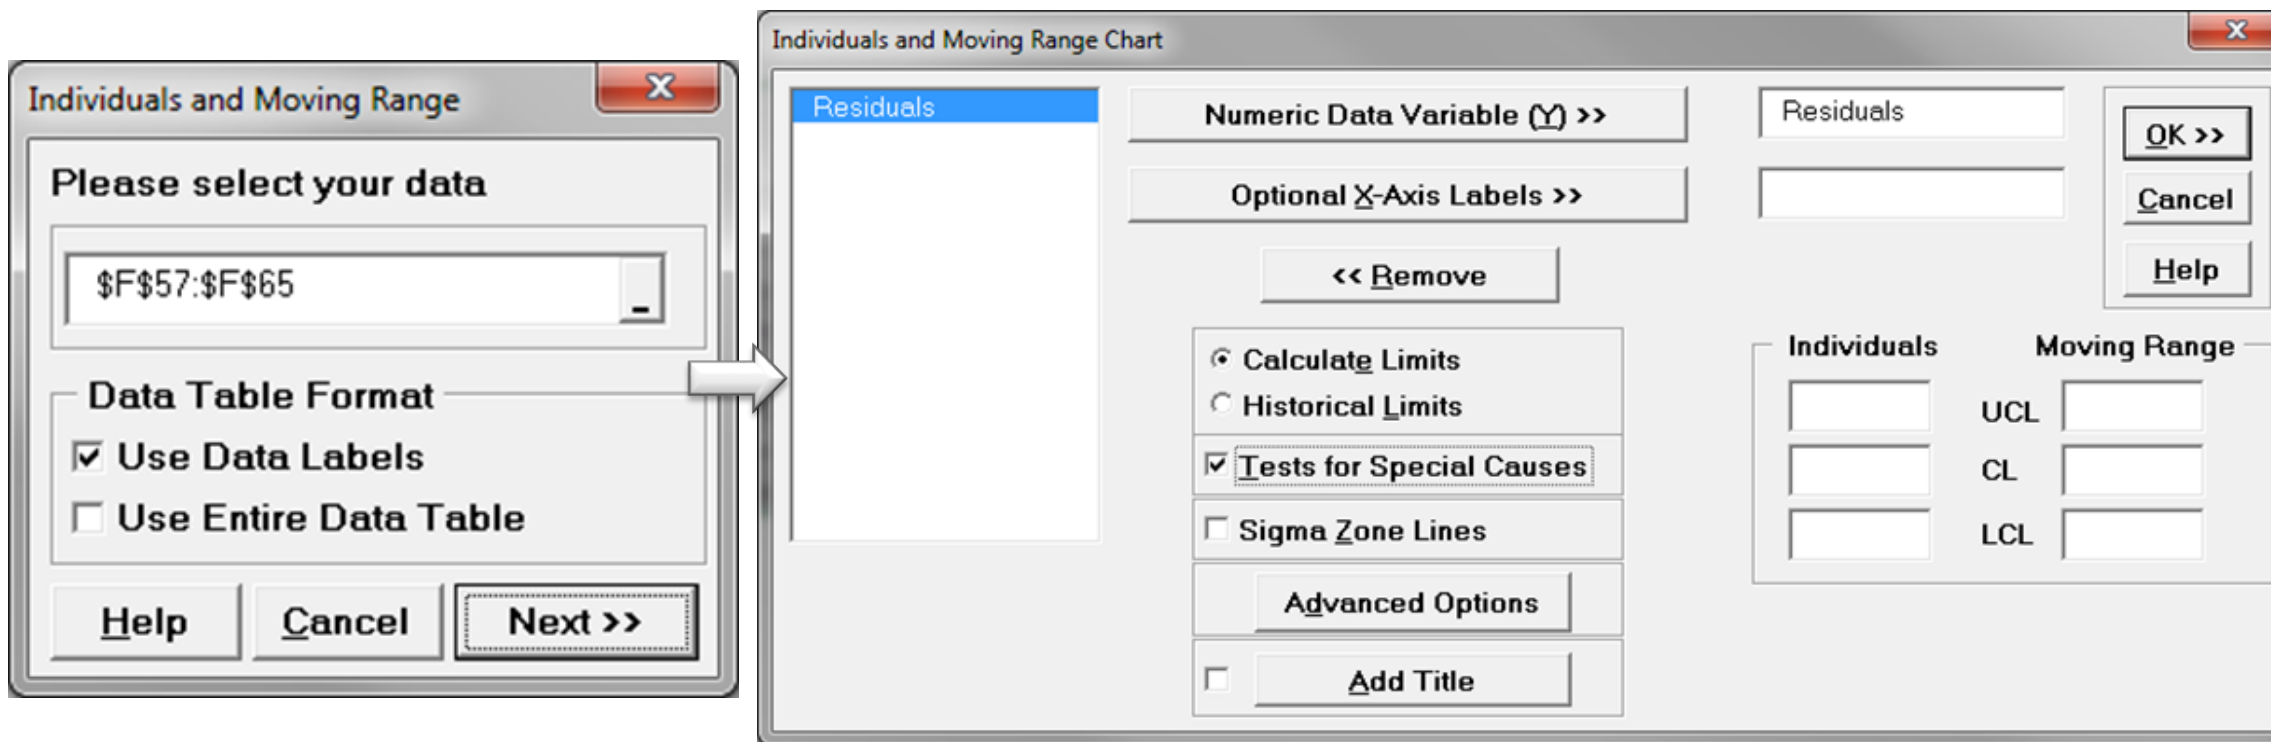 Individuals and Moving Range
Please select your data
$F$57:$F$65
Data Table Format
Use Data Labels
Use Entire Data Table
Help Cancel Next >>
Individuals and Moving Range Chart
Residuals
Numeric Data Variable (Y) >>
Residuals
Optional X-Axis Labels >>
<< Remove
OK >>
Cancel
Help
Calculate Limits
Historical Limits
Tests for Special Causes
Sigma Zone Lines
Advanced Options
Add Title
Individuals Moving Range
UCL
CL
LCL